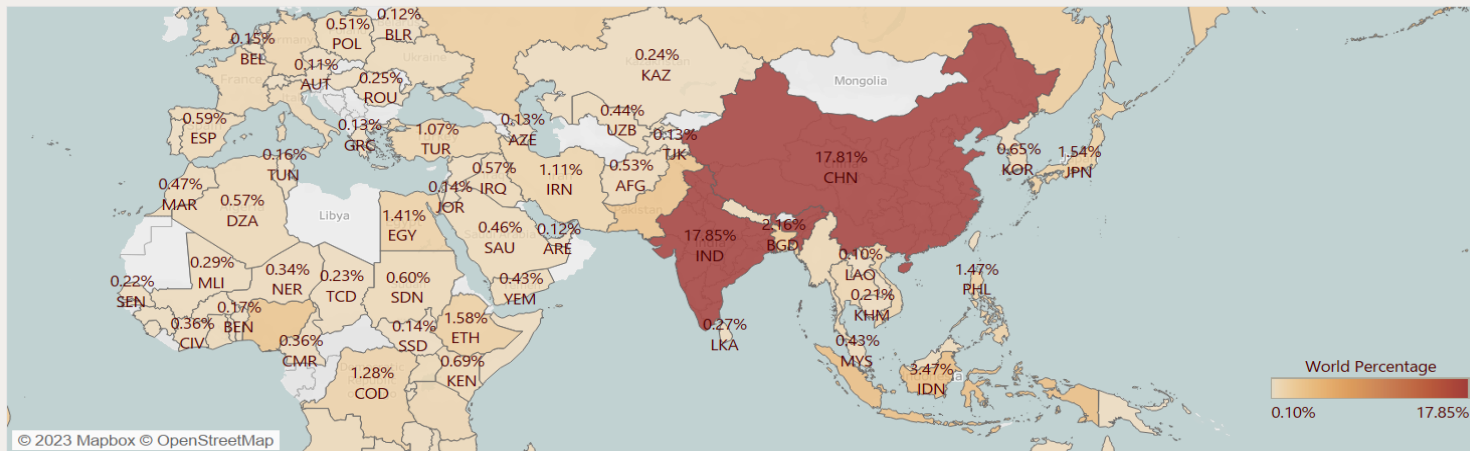 0.51%
POL
0.12%
BLR
0.15%
BEL
Germany
0.11%
AUT
Ukraine
France
0.25%
ROU
Italy
0.24%
KAZ
Mongolia
0.59%
ESP
0.13%
GRC
1.07%
TUR
0.13%
AZE
0.44%
UZB
0.13%
TJK
17.81%
CHN
0.65%
KOR
1.54%
JPN
0.16%
TUN
0.47%
MAR
0.57%
DZA
Libya
1.41%
EGY
0.14%
JOR
0.57%
IRQ
1.11%
IRN
0.53%
AFG
Pakistan
0.46%
SAU
0.12%
ARE
17.85%
IND
2.16%
BGD
0.10%
LAO
0.21%
KHM
1.47%
PHL
0.22%
SEN
0.29%
MLI
0.34%
NER
0.23%
TCD
0.60%
SDN
0.43%
YEM
0.36%
CIV
0.17%
BEN
0.36%
CMR
0.14%
SSD
1.58%
ETH
0.69%
KEN
1.28%
COD
0.27%
LKA
0.43%
MYS
3.47%
IDN
World Percentage
0.10% 17.85%
© 2023 Mapbox © OpenStreetMap